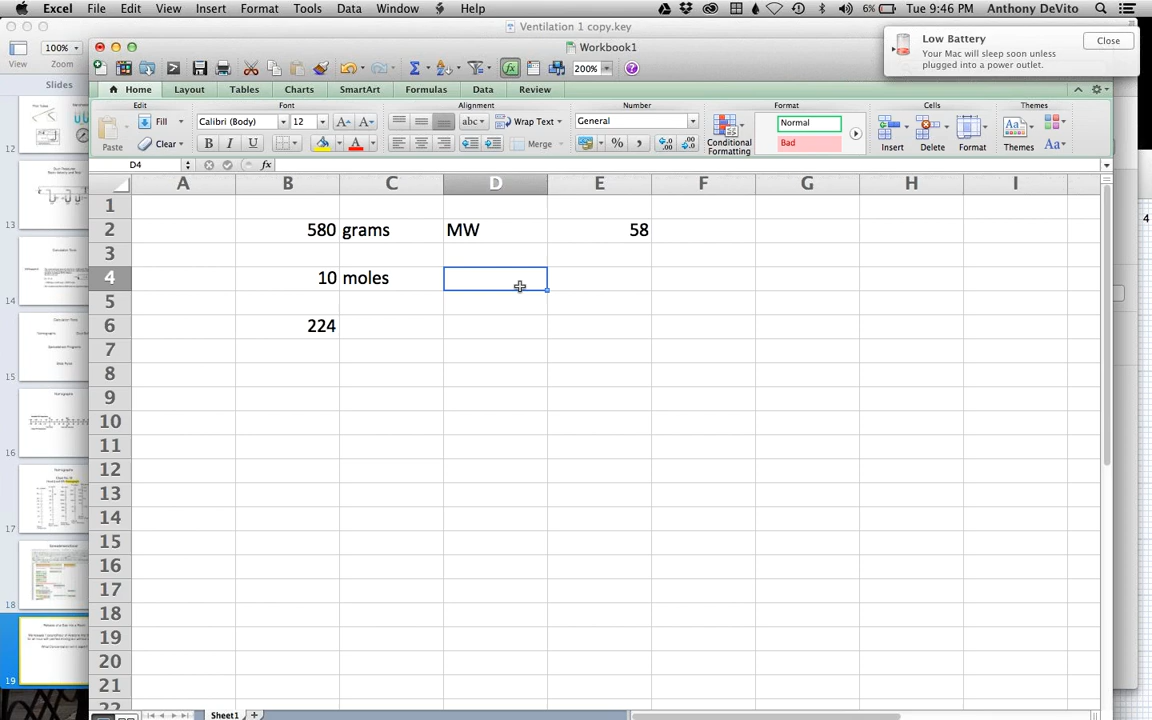 Excel File Edit View Insert Format Tools Data Window Help 6% Tue 9:46 PM Anthony DeVito
Ventilation 1 copy.key
Low Battery
Your Mac will sleep soon unless
plugged into a power outlet.
Close
100%
View Zoom
Workbook1
200%
Slides
Home Layout Tables Charts SmartArt Formulas Data Review
Edit Font Alignment Number Format Cells Themes
Paste Fill Calibri (Body) 12 A A abc Wrap Text General Conditional Formatting Normal Insert Delete Format Themes
Clear B I U A Merge % Bad Aa
D4 fx
A B C D E F G H I
1
2 580 grams MW 58
3
4 10 moles
5
6 224
7
8
9
10
11
12
13
14
15
16
17
18
19
20
21
22
12
13
14
15
16
17
18
19
4
Sheet1